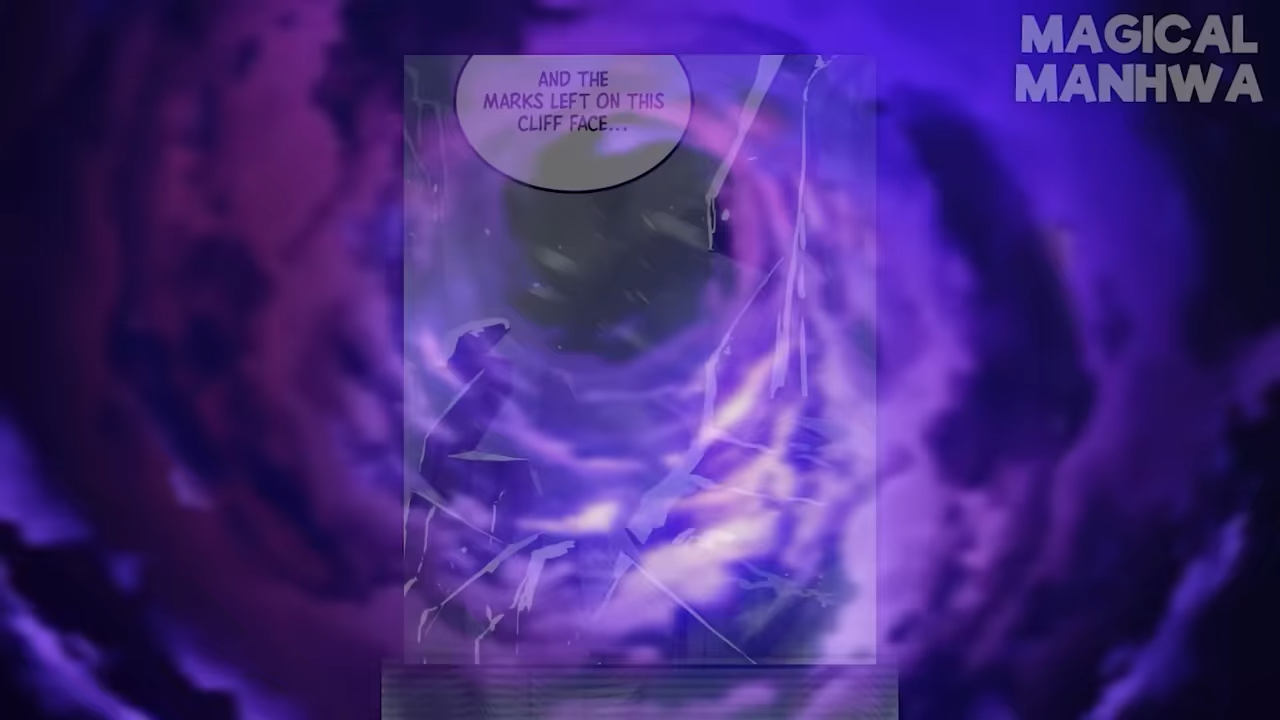 AND THE
MARKS LEFT ON THIS
CLIFF FACE...
MAGICAL
MANHWA